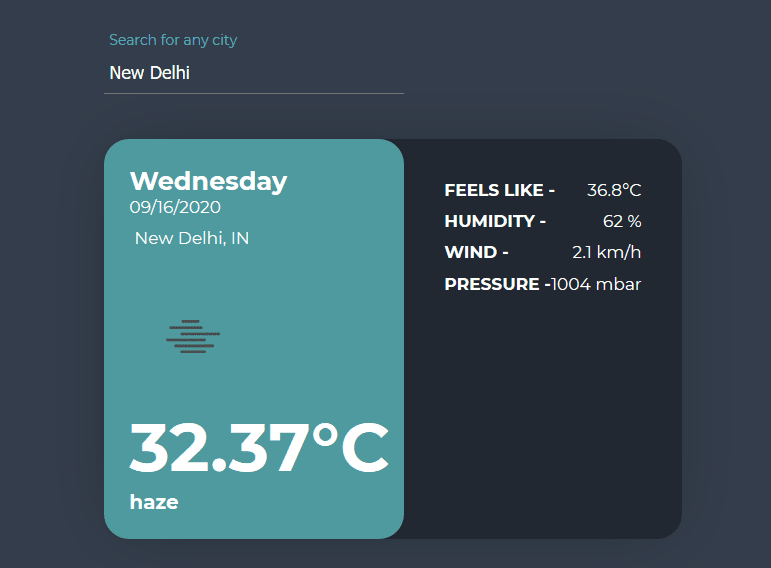 Search for any city
New Delhi
Wednesday
09/16/2020
New Delhi, IN
32.37°C
haze
FEELS LIKE - 36.8°C
HUMIDITY - 62 %
WIND - 2.1 km/h
PRESSURE -1004 mbar